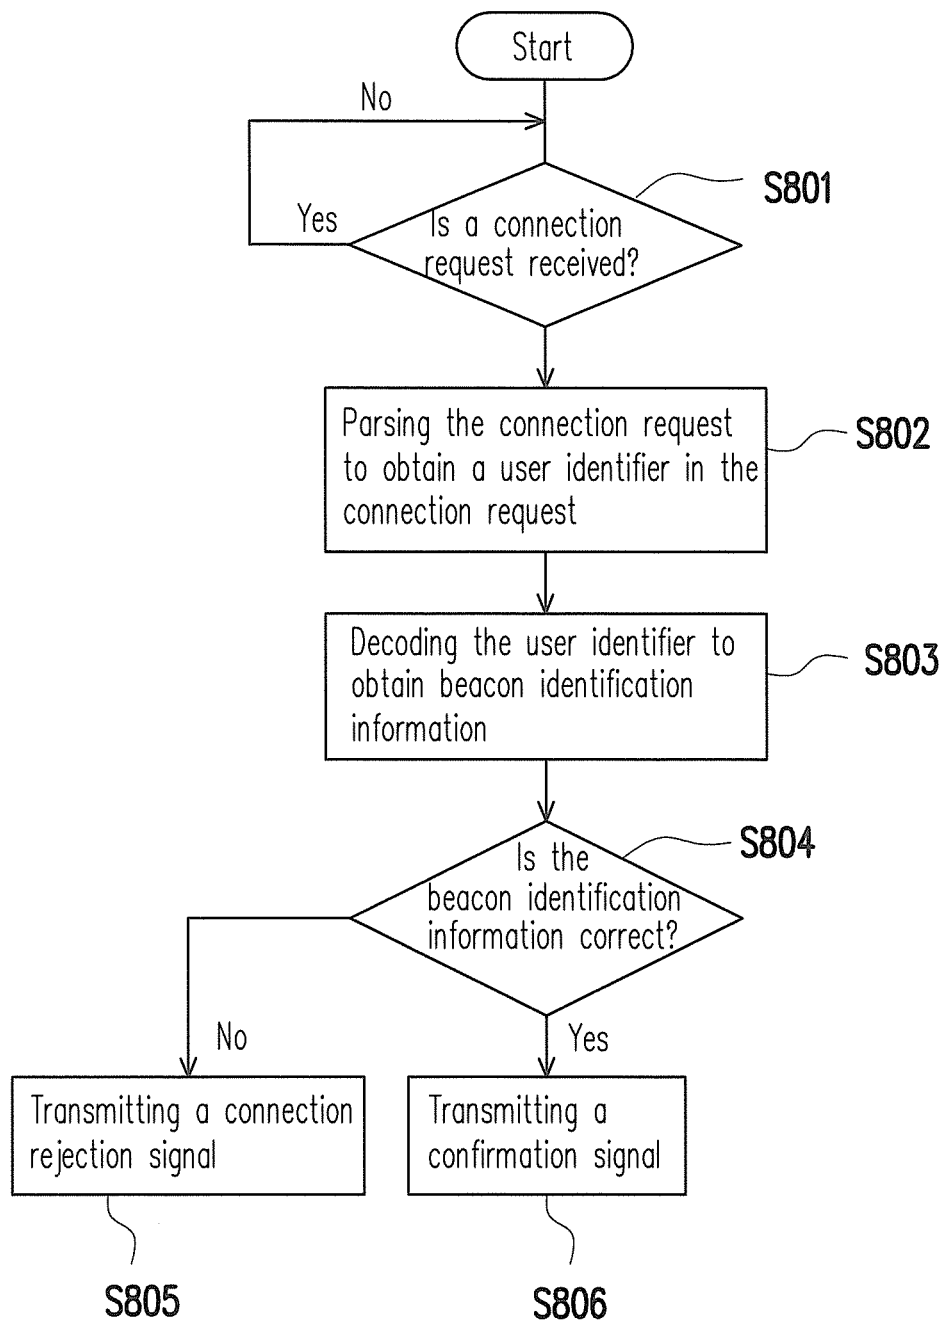 Start
No
Yes
Is a connection
request received?
S801
Parsing the connection request
to obtain a user identifier in the
connection request
S802
Decoding the user identifier to
obtain beacon identification
information
S803
Is the
beacon identification
information correct?
S804
No
Yes
Transmitting a connection
rejection signal
Transmitting a
confirmation signal
S805
S806